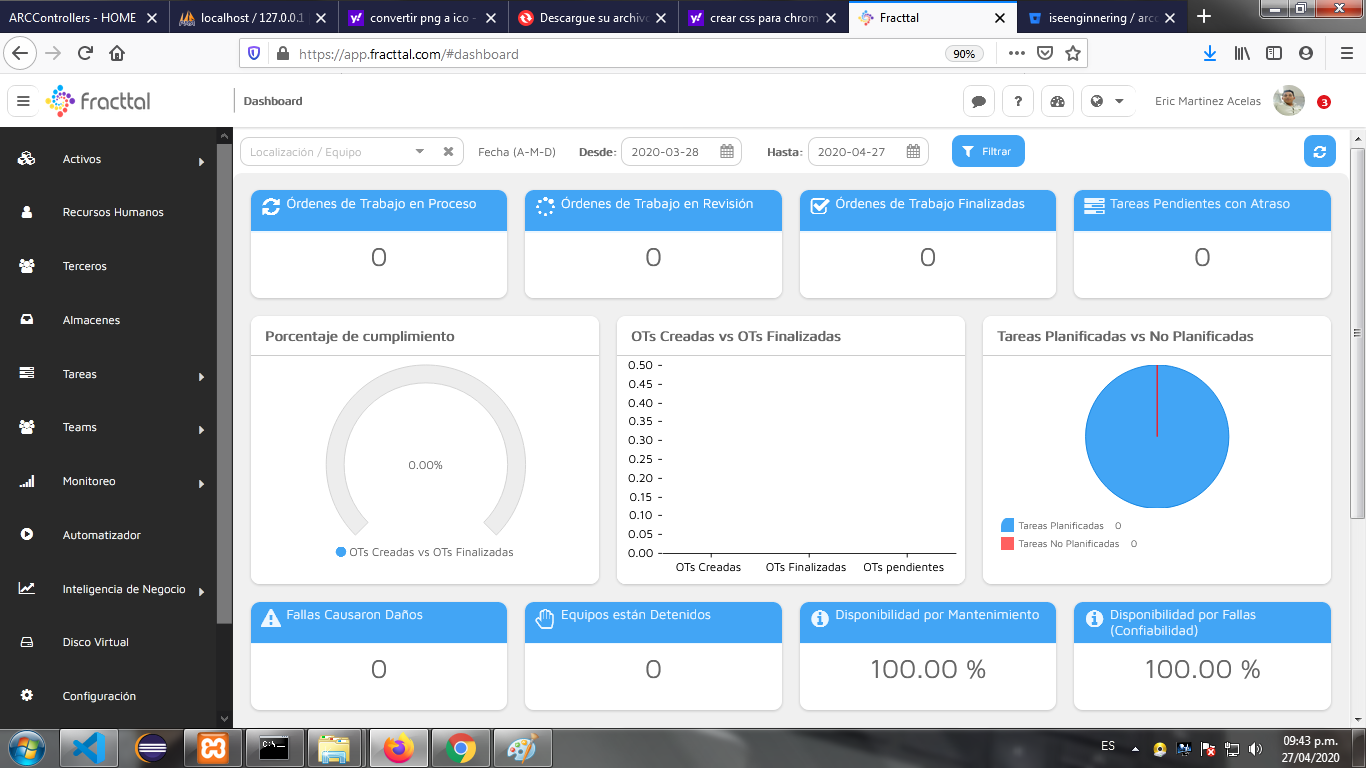 ARCControllers - HOME
localhost / 127.0.0.1
convertir png a ico -
Descargue su archivo
crear css para chrom
Fracttal
iseenginnering / arcc
https://app.fracttal.com/#dashboard
90%
fracttal
Dashboard
?
Eric Martinez Acelas
3
Activos
Recursos Humanos
Terceros
Almacenes
Tareas
Teams
Monitoreo
Automatizador
Inteligencia de Negocio
Disco Virtual
Configuración
Localización / Equipo
Fecha (A-M-D)
Desde:
2020-03-28
Hasta:
2020-04-27
Filtrar
Órdenes de Trabajo en Proceso
0
Órdenes de Trabajo en Revisión
0
Órdenes de Trabajo Finalizadas
0
Tareas Pendientes con Atraso
0
Porcentaje de cumplimiento
0.00%
OTs Creadas vs OTs Finalizadas
OTs Creadas vs OTs Finalizadas
0.50
0.45
0.40
0.35
0.30
0.25
0.20
0.15
0.10
0.05
0.00
OTs Creadas
OTs Finalizadas
OTs pendientes
Tareas Planificadas vs No Planificadas
Tareas Planificadas 0
Tareas No Planificadas 0
Fallas Causaron Daños
0
Equipos están Detenidos
0
Disponibilidad por Mantenimiento
100.00 %
Disponibilidad por Fallas
(Confiabilidad)
100.00 %
ES
09:43 p.m.
27/04/2020